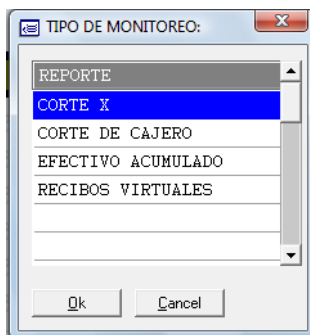 TIPO DE MONITOREO:
REPORTE
CORTE X
CORTE DE CAJERO
EFECTIVO ACUMULADO
RECIBOS VIRTUALES
Ok Cancel